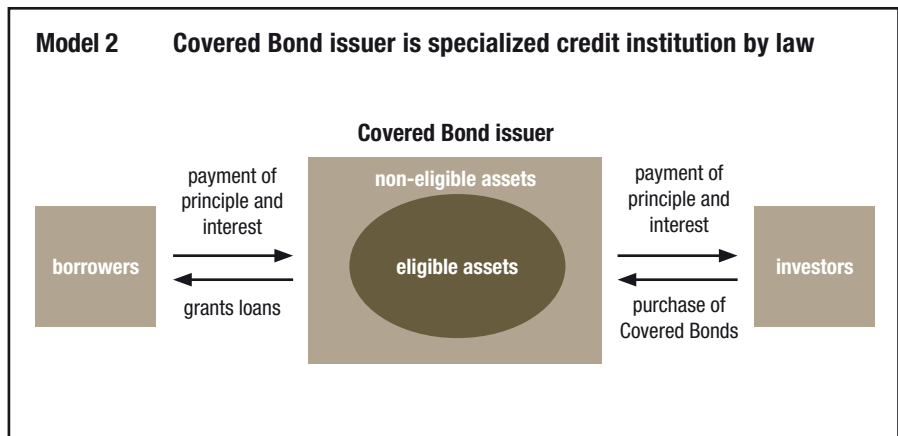 Model 2 Covered Bond issuer is specialized credit institution by law
Covered Bond issuer
payment of
principle and
interest
borrowers
grants loans
non-eligible assets
eligible assets
payment of
principle and
interest
purchase of
Covered Bonds
investors